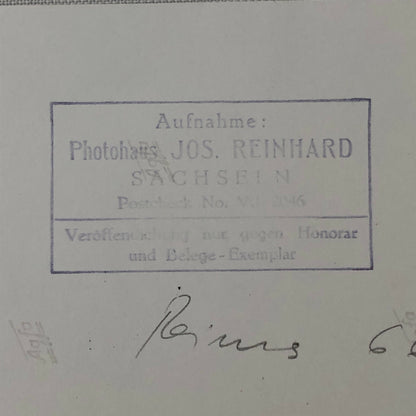 Aufnahme:
Photohaus JOS. REINHARD
SACHSELN
Postcheck No. VII 2046
Veröffentlichung nur gegen Honorar
und Belege-Exemplar